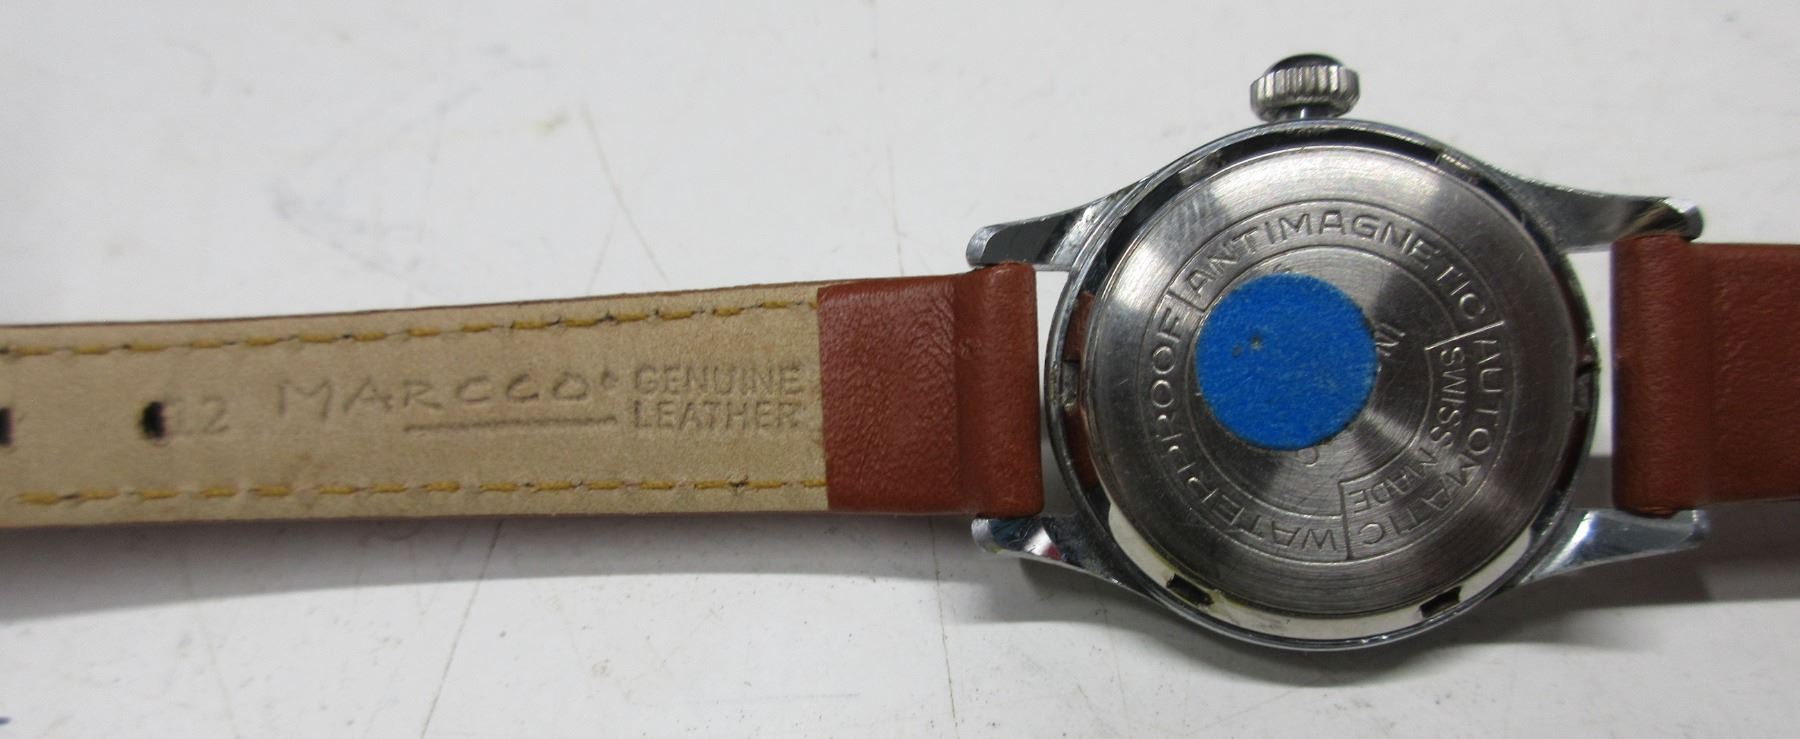 12 MARCCO GENUINE
LEATHER
WATERPROOF ANTIMAGNETIC AUTOMATIC
SWISS MADE